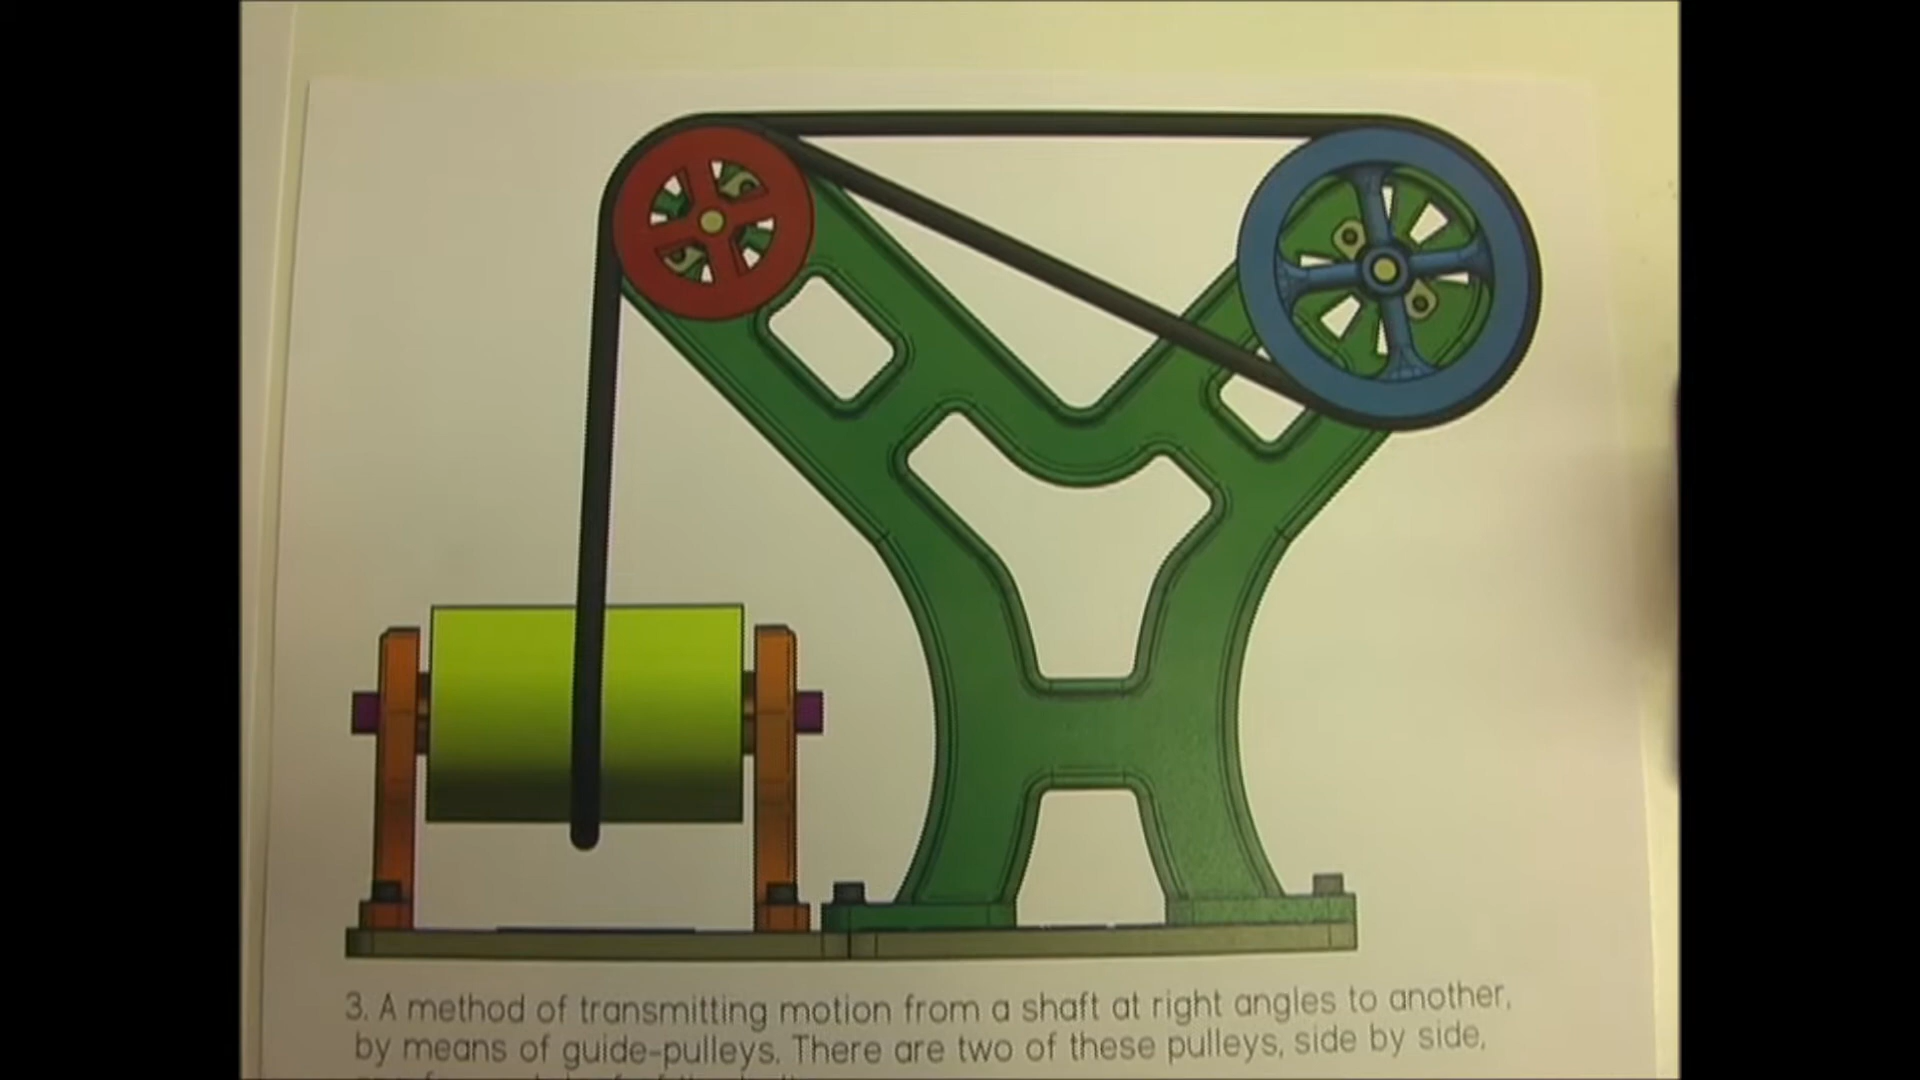 3. A method of transmitting motion from a shaft at right angles to another,
by means of guide-pulleys. There are two of these pulleys, side by side,